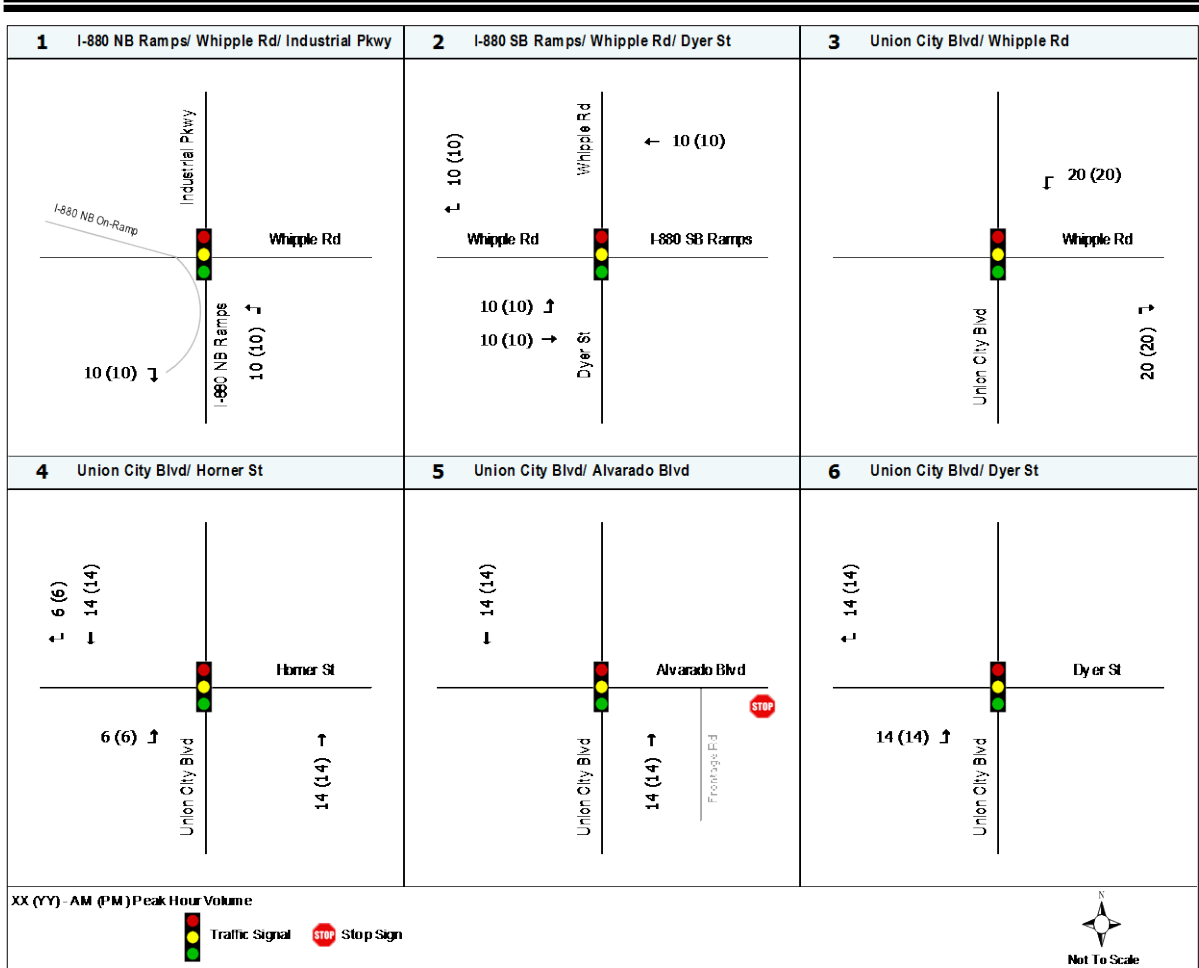 1 I-880 NB Ramps/ Whipple Rd/ Industrial Pkwy
Industrial Pkwy
I-880 NB On-Ramp
Whipple Rd
I-880 NB Ramps
10 (10)
10 (10)
2 I-880 SB Ramps/ Whipple Rd/ Dyer St
10 (10)
Whipple Rd
← 10 (10)
Whipple Rd
I-880 SB Ramps
10 (10)
10 (10) →
Dyer St
3 Union City Blvd/ Whipple Rd
20 (20)
Whipple Rd
Union City Blvd
20 (20)
4 Union City Blvd/ Horner St
6 (6)
14 (14)
Horner St
6 (6)
Union City Blvd
14 (14)
5 Union City Blvd/ Alvarado Blvd
14 (14)
Alvarado Blvd
STOP
Union City Blvd
14 (14)
Frontage Rd
6 Union City Blvd/ Dyer St
14 (14)
Dyer St
14 (14)
Union City Blvd
XX (YY) - AM (PM) Peak Hour Volume
Traffic Signal
STOP Stop Sign
N
Not To Scale